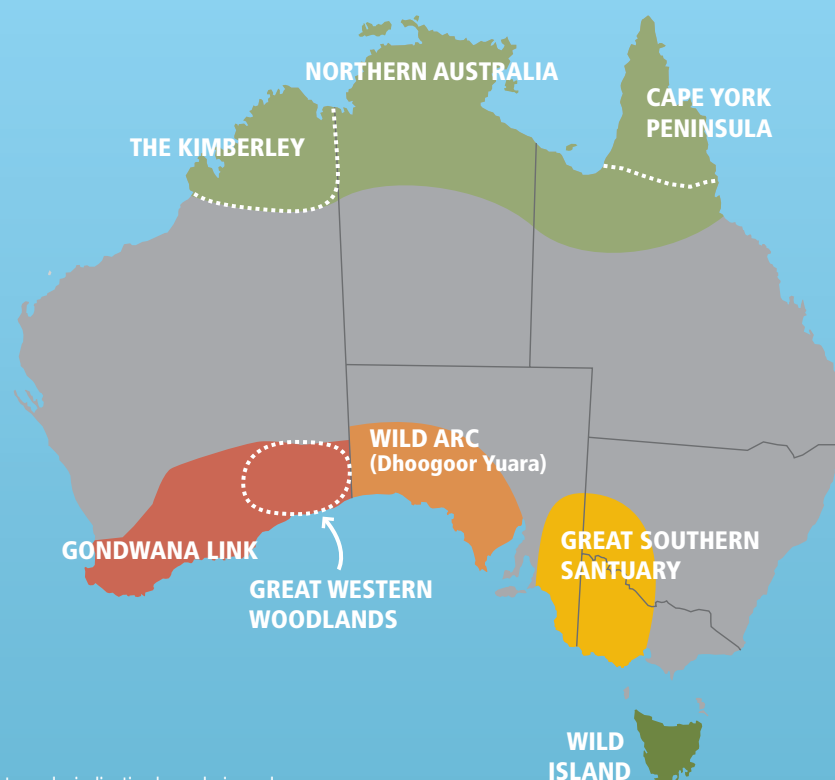 NORTHERN AUSTRALIA
CAPE YORK
PENINSULA
THE KIMBERLEY
WILD ARC
(Dhoogoor Yuara)
GONDWANA LINK
GREAT SOUTHERN
SANTUARY
GREAT WESTERN
WOODLANDS
WILD
ISLAND